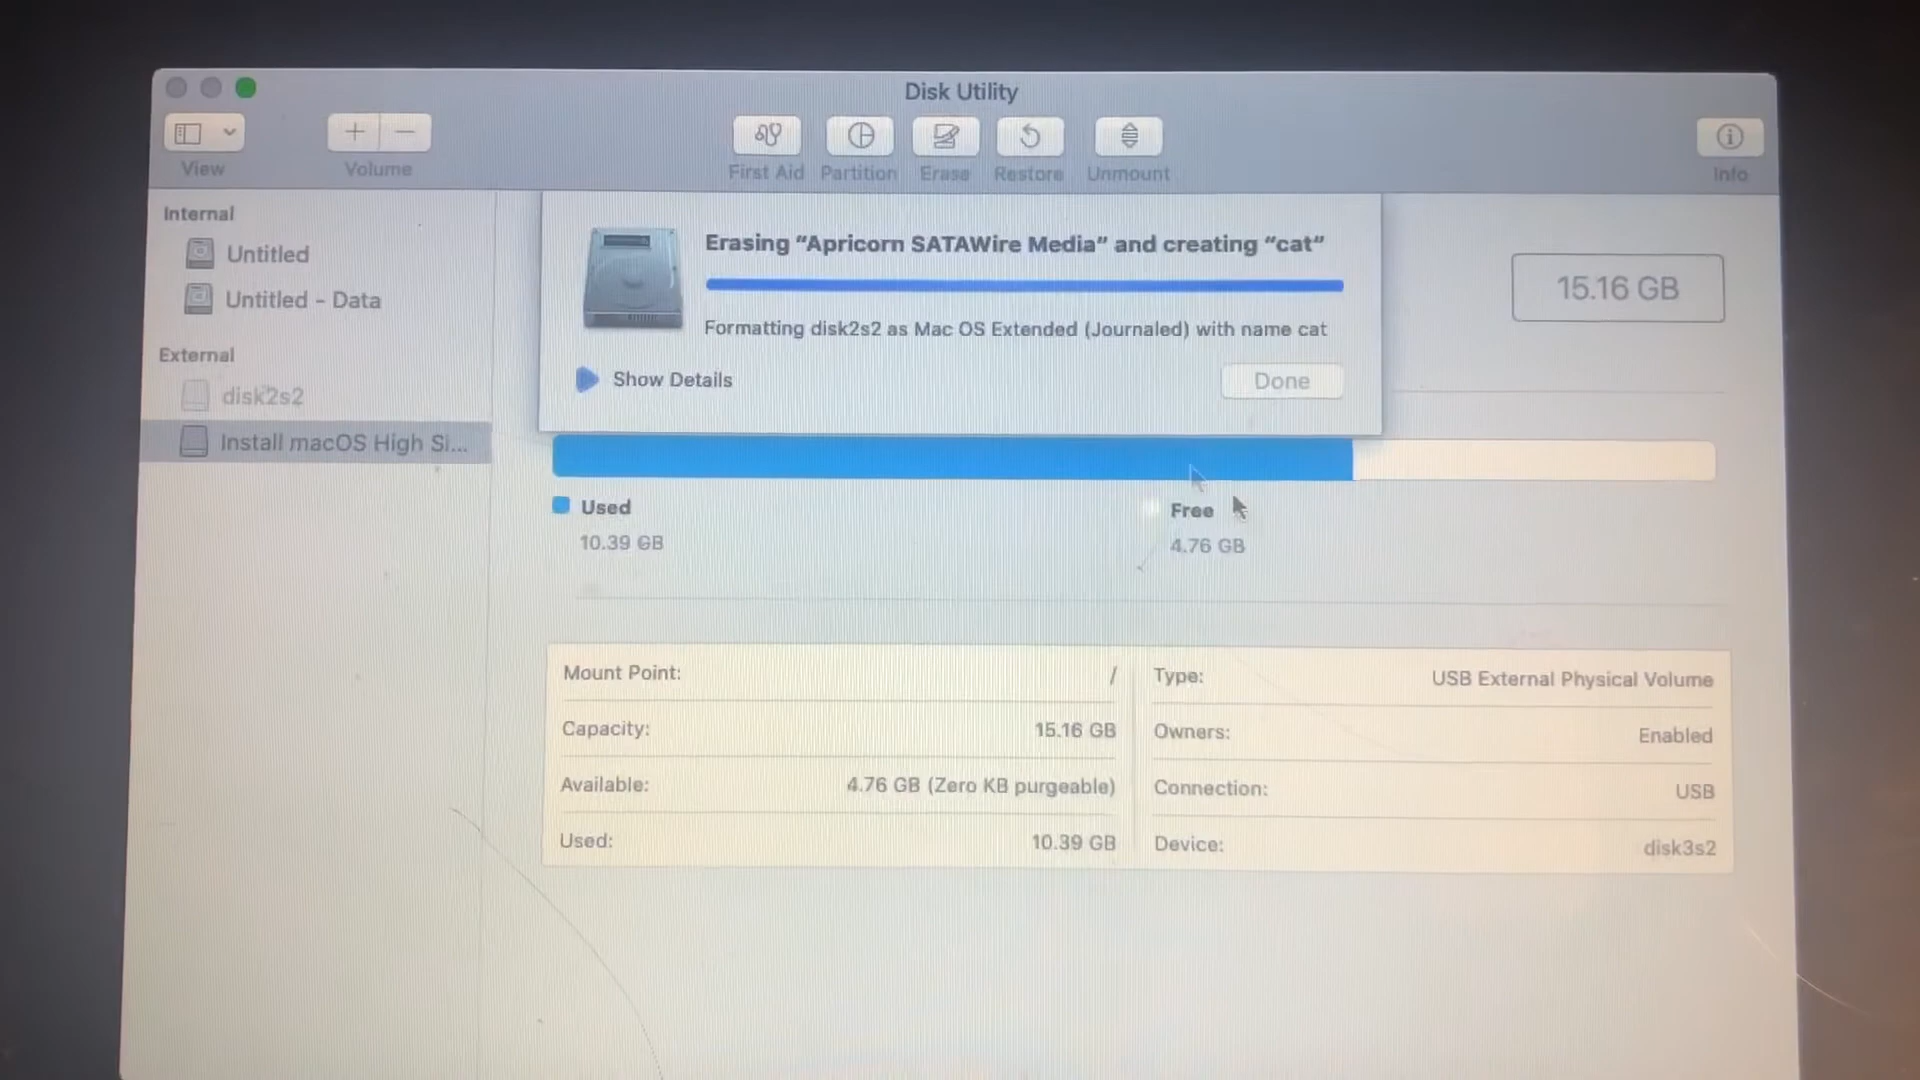 Disk Utility
View
Volume
First Aid
Partition
Erase
Restore
Unmount
Info
Internal
Untitled
Untitled - Data
External
disk2s2
Install macOS High Si...
Erasing “Apricorn SATAWire Media” and creating “cat”
Formatting disk2s2 as Mac OS Extended (Journaled) with name cat
Show Details
Done
15.16 GB
Used
10.39 GB
Free
4.76 GB
Mount Point: /
Capacity: 15.16 GB
Available: 4.76 GB (Zero KB purgeable)
Used: 10.39 GB
Type: USB External Physical Volume
Owners: Enabled
Connection: USB
Device: disk3s2